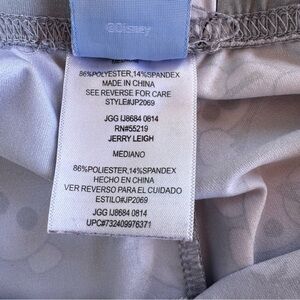 ©Disney
MEDIUM
86%POLYESTER,14%SPANDEX
MADE IN CHINA
SEE REVERSE FOR CARE
STYLE#JP2069
JGG IJ8684 0814
RN#55219
JERRY LEIGH
MEDIANO
86%POLIESTER,14%SPANDEX
HECHO EN CHINA
VER REVERSO PARA EL CUIDADO
ESTILO#JP2069
JGG IJ8684 0814
UPC#732409976371